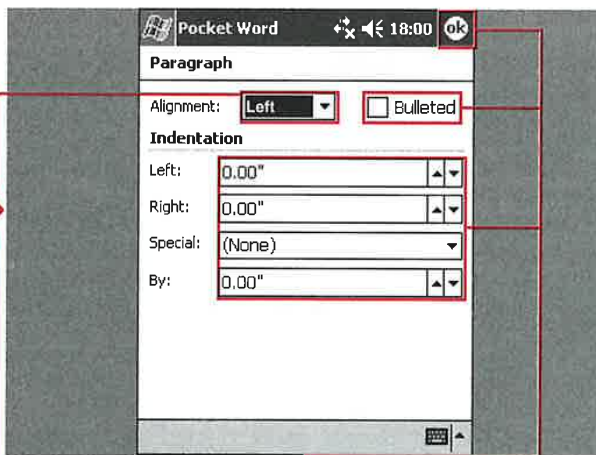 Pocket Word 18:00 ok
Paragraph
Alignment: Left Bulleted
Indentation
Left: 0.00"
Right: 0.00"
Special: (None)
By: 0.00"